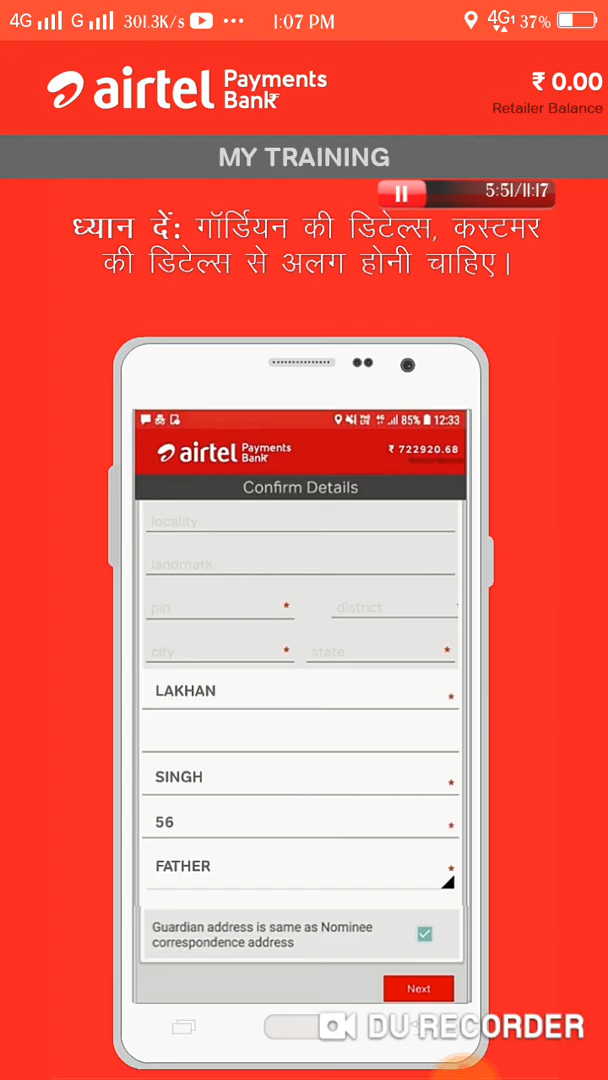 4G G 301.3K/s 1:07 PM 4G1 37%
airtel Payments Bank
₹ 0.00
Retailer Balance
MY TRAINING
5:51/11:17
ध्यान दें: गॉर्डियन की डिटेल्स, कस्टमर
की डिटेल्स से अलग होनी चाहिए।
85% 12:33
airtel Payments Bank
₹ 722920.68
Confirm Details
locality
landmark
pin * district
city * state *
LAKHAN *
SINGH *
56 *
FATHER *
Guardian address is same as Nominee
correspondence address
Next
DU RECORDER